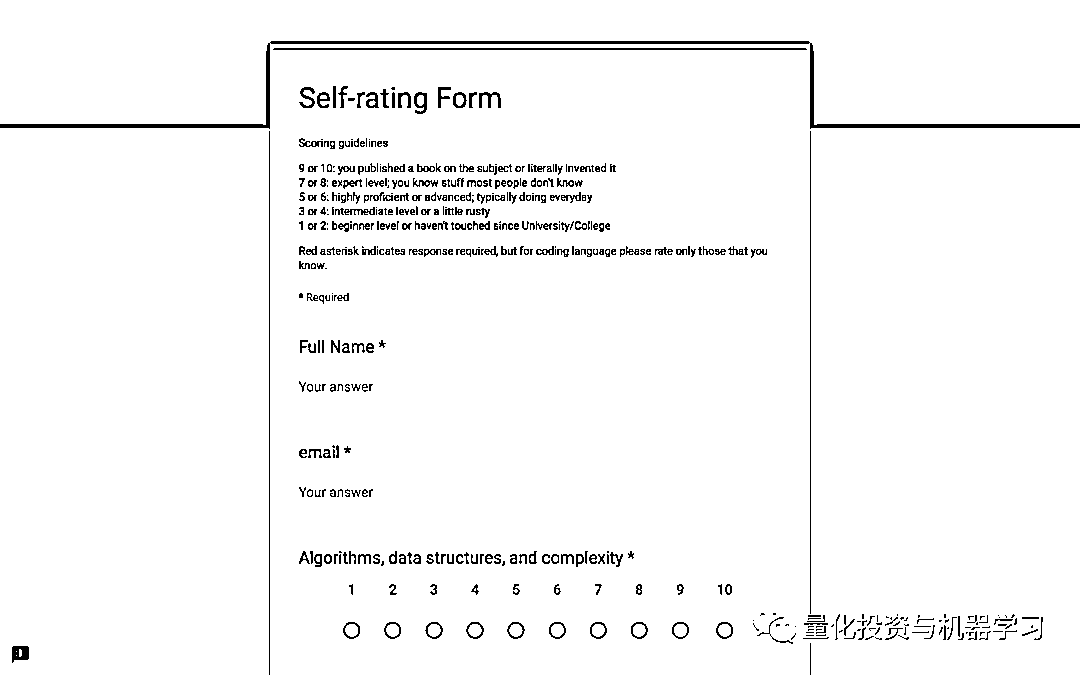 Self-rating Form
Scoring guidelines
9 or 10: you published a book on the subject or literally invented it
7 or 8: expert level; you know stuff most people don't know
5 or 6: highly proficient or advanced; typically doing everyday
3 or 4: intermediate level or a little rusty
1 or 2: beginner level or haven't touched since University/College
Red asterisk indicates response required, but for coding language please rate only those that you
know.
* Required
Full Name *
Your answer
email *
Your answer
Algorithms, data structures, and complexity *
1 2 3 4 5 6 7 8 9 10
量化投资与机器学习